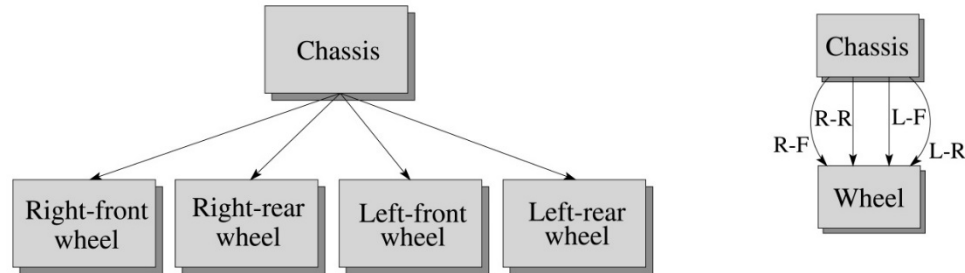 Chassis
Right-front
wheel
Right-rear
wheel
Left-front
wheel
Left-rear
wheel
Chassis
R-F
R-R
L-F
L-R
Wheel